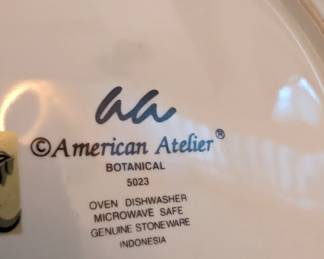 aa
©American Atelier®
BOTANICAL
5023
OVEN DISHWASHER
MICROWAVE SAFE
GENUINE STONEWARE
INDONESIA